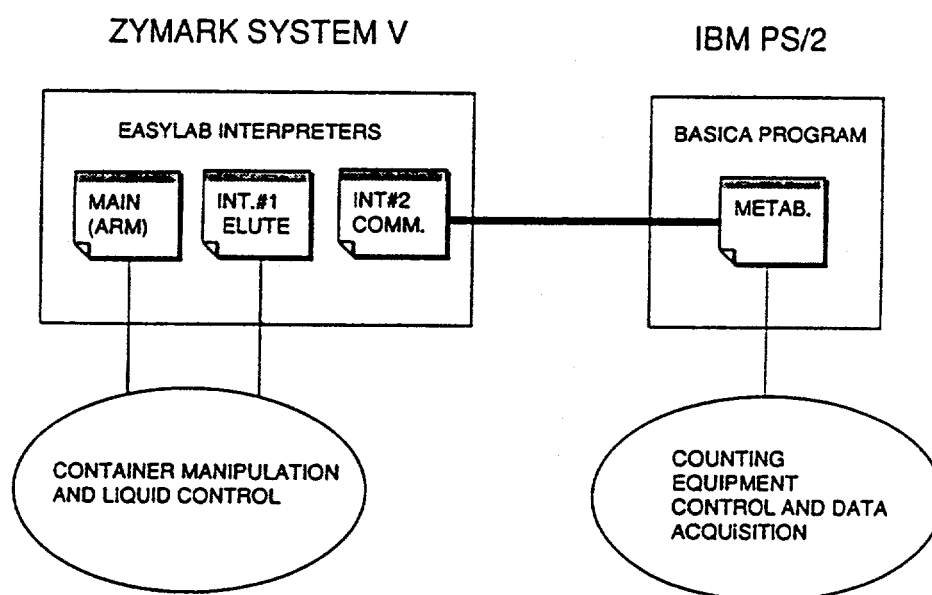 ZYMARK SYSTEM V
IBM PS/2
EASYLAB INTERPRETERS
BASICA PROGRAM
MAIN
(ARM)
INT.#1
ELUTE
INT#2
COMM.
METAB.
CONTAINER MANIPULATION
AND LIQUID CONTROL
COUNTING
EQUIPMENT
CONTROL AND DATA
ACQUISITION